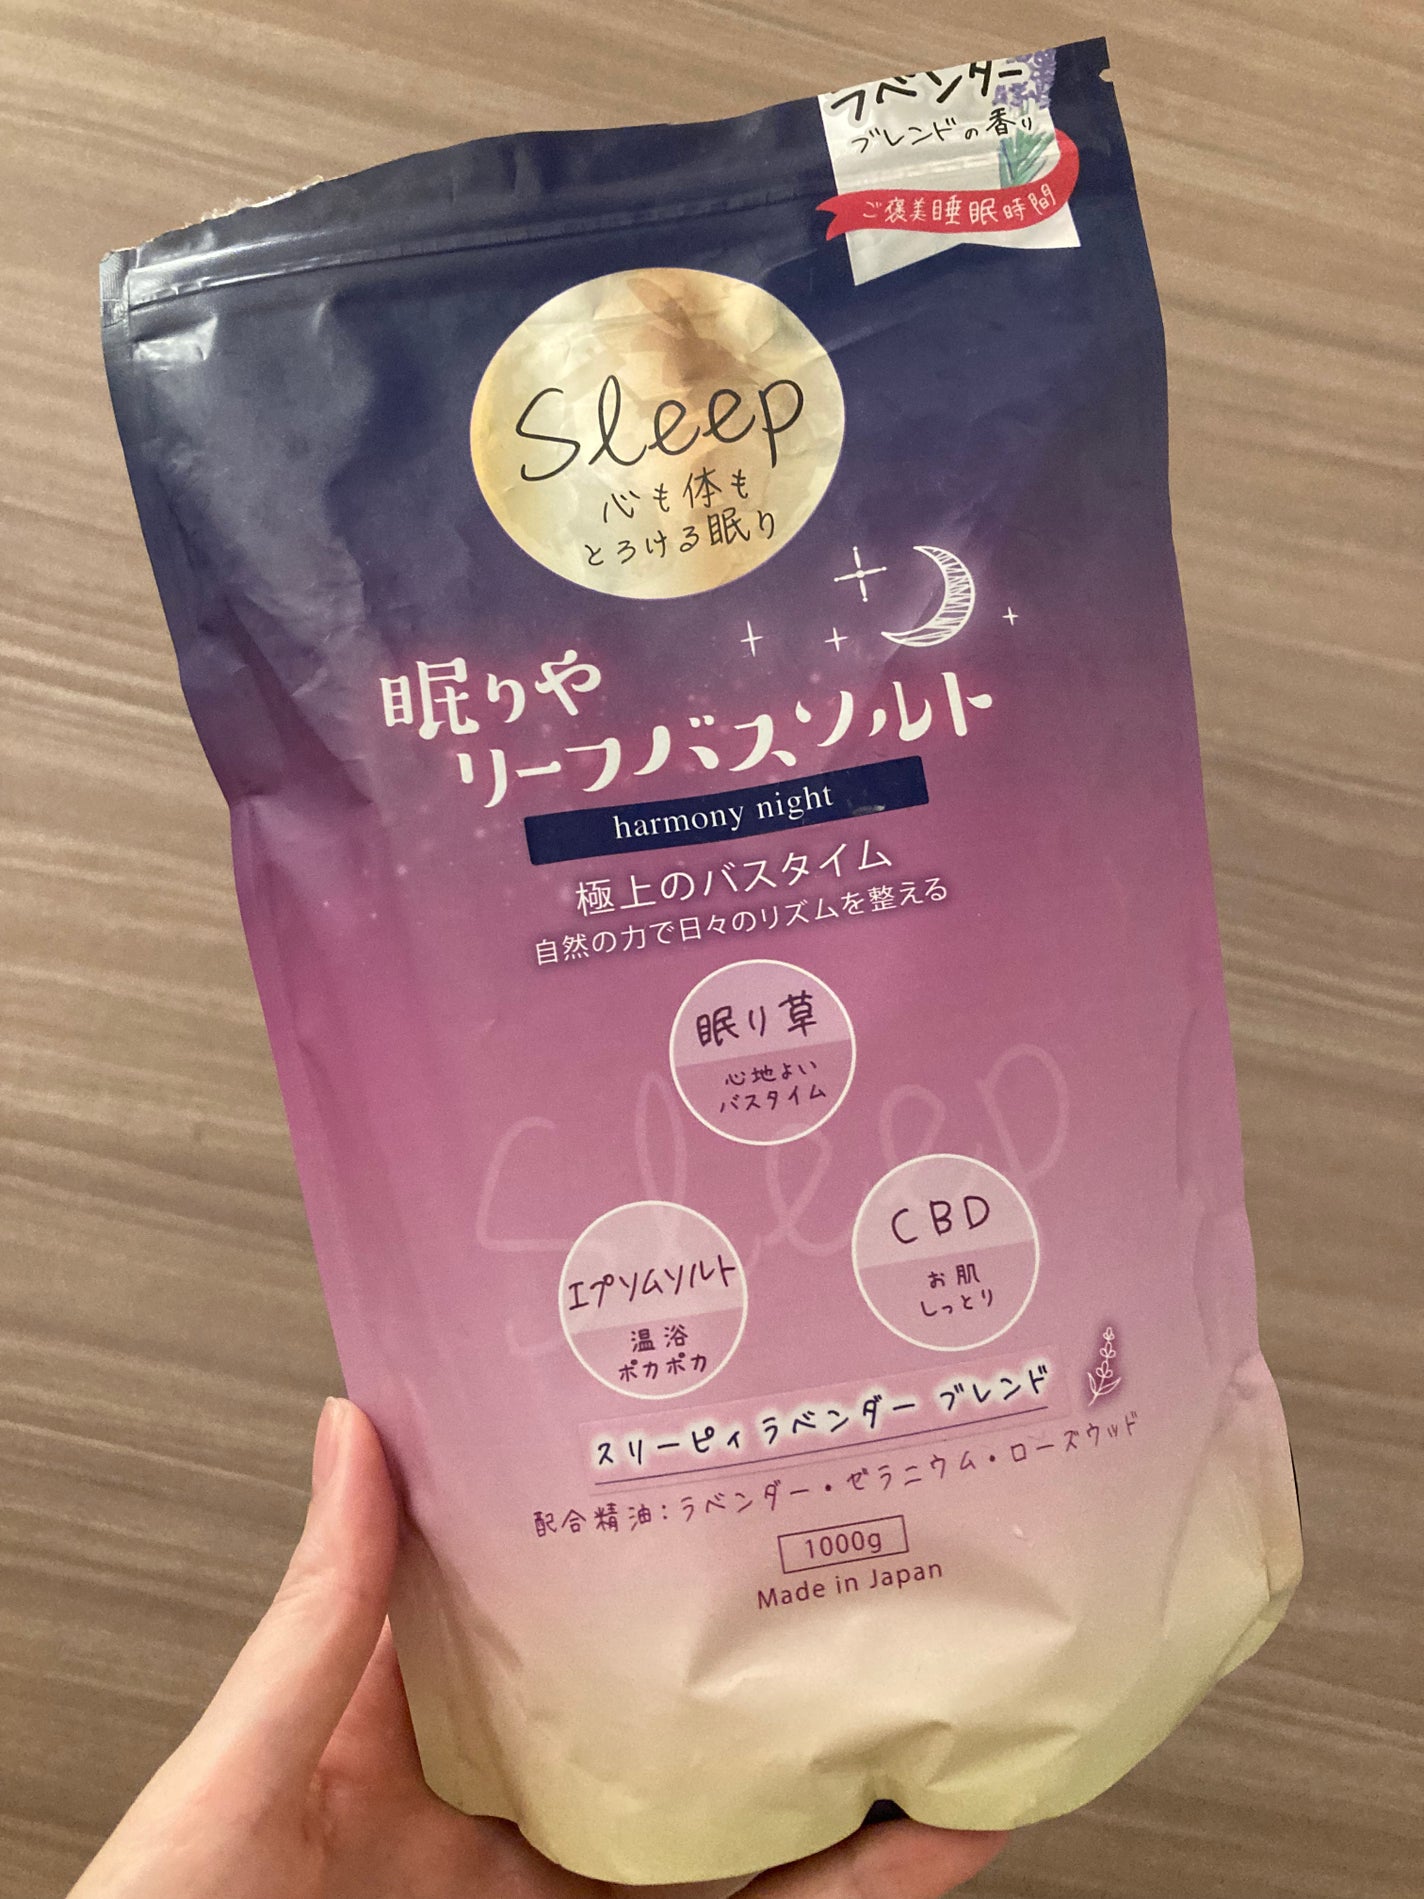 ラベンダー
ブレンドの香り
ご褒美睡眠時間
Sleep
心も体も
とろける眠り
眠りや
リーフバスソルト
harmony night
極上のバスタイム
自然の力で日々のリズムを整える
眠り草
心地よい
バスタイム
Sleep
CBD
お肌
しっとり
エプソムソルト
温浴
ポカポカ
スリーピィラベンダー ブレンド
配合精油：ラベンダー・ゼラニウム・ローズウッド
1000g
Made in Japan